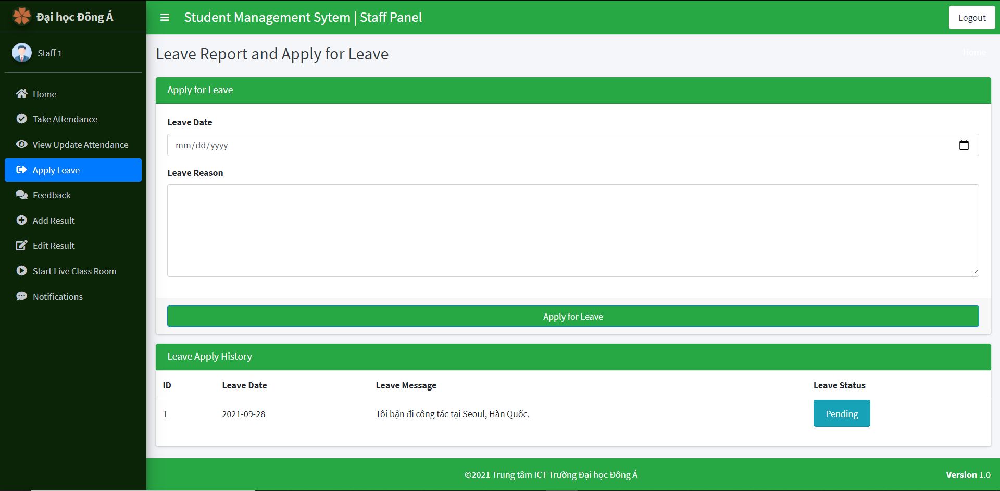 Đại học Đông Á
Student Management Sytem | Staff Panel
Logout
Staff 1
Leave Report and Apply for Leave
Home
Home
Take Attendance
View Update Attendance
Apply Leave
Feedback
Add Result
Edit Result
Start Live Class Room
Notifications
Apply for Leave
Leave Date
mm/dd/yyyy
Leave Reason
Apply for Leave
Leave Apply History
ID Leave Date Leave Message Leave Status
1 2021-09-28 Tôi bận đi công tác tại Seoul, Hàn Quốc. Pending
©2021 Trung tâm ICT Trường Đại học Đông Á
Version 1.0